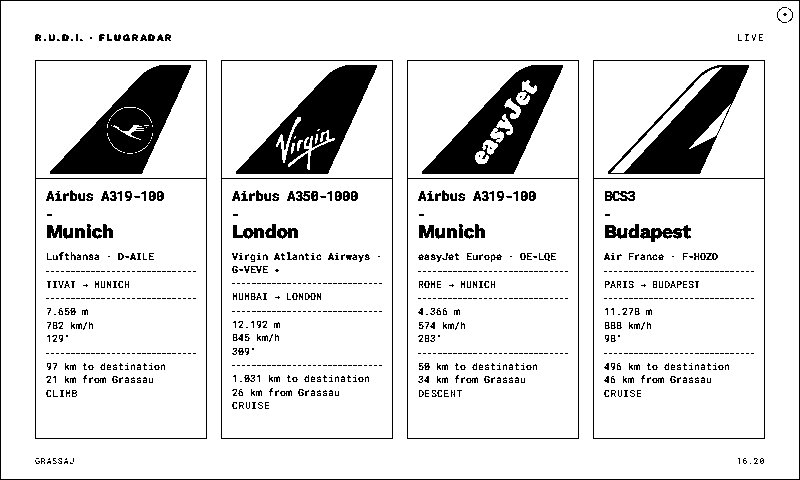 R.U.D.I. · FLUGRADAR
LIVE
Virgin
easyJet
Airbus A319-100
-
Munich
Lufthansa · D-AILE
TIVAT → MUNICH
7.650 m
782 km/h
129°
97 km to destination
21 km from Grassau
CLIMB
Airbus A350-1000
-
London
Virgin Atlantic Airways ·
G-VEVE ✦
MUMBAI → LONDON
12.192 m
845 km/h
309°
1.031 km to destination
26 km from Grassau
CRUISE
Airbus A319-100
-
Munich
easyJet Europe · OE-LQE
ROME → MUNICH
4.366 m
574 km/h
283°
50 km to destination
34 km from Grassau
DESCENT
BCS3
-
Budapest
Air France · F-HOZO
PARIS → BUDAPEST
11.278 m
888 km/h
98°
496 km to destination
46 km from Grassau
CRUISE
GRASSAU
16.20